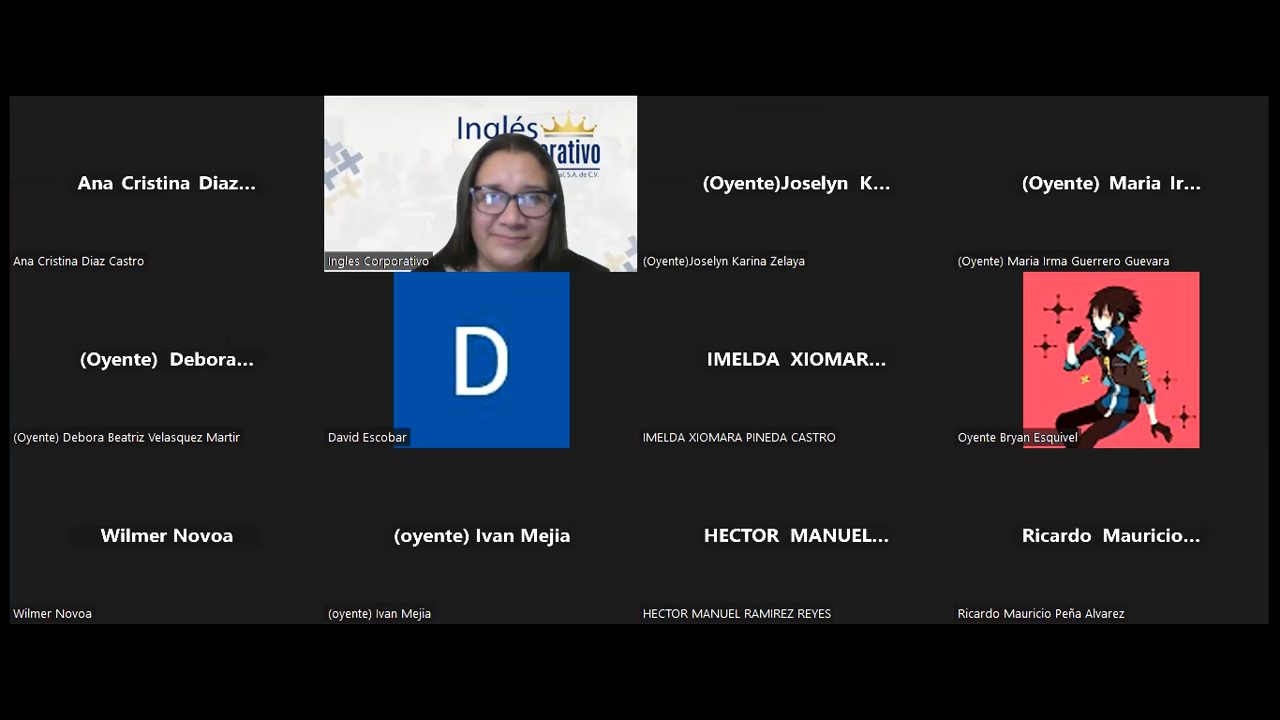 Ana Cristina Diaz...
Ana Cristina Diaz Castro
Inglés
rativo
al, S.A. de C.V.
Ingles Corporativo
(Oyente)Joselyn K...
(Oyente)Joselyn Karina Zelaya
(Oyente) Maria Ir...
(Oyente) Maria Irma Guerrero Guevara
(Oyente) Debora...
(Oyente) Debora Beatriz Velasquez Martir
D
David Escobar
IMELDA XIOMAR...
IMELDA XIOMARA PINEDA CASTRO
Oyente Bryan Esquivel
Wilmer Novoa
Wilmer Novoa
(oyente) Ivan Mejia
(oyente) Ivan Mejia
HECTOR MANUEL...
HECTOR MANUEL RAMIREZ REYES
Ricardo Mauricio...
Ricardo Mauricio Peña Alvarez